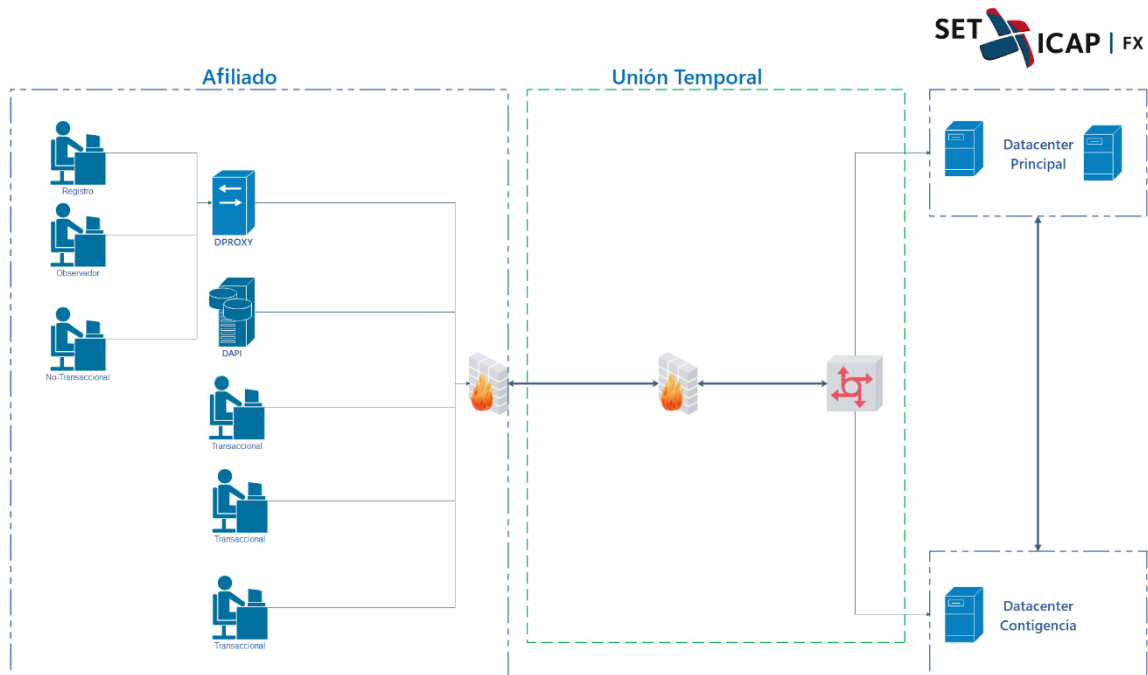 SET ICAP | FX
Afiliado
Unión Temporal
Registro
Observador
No-Transaccional
DPROXY
DAPI
Transaccional
Transaccional
Transaccional
Datacenter
Principal
Datacenter
Contigencia